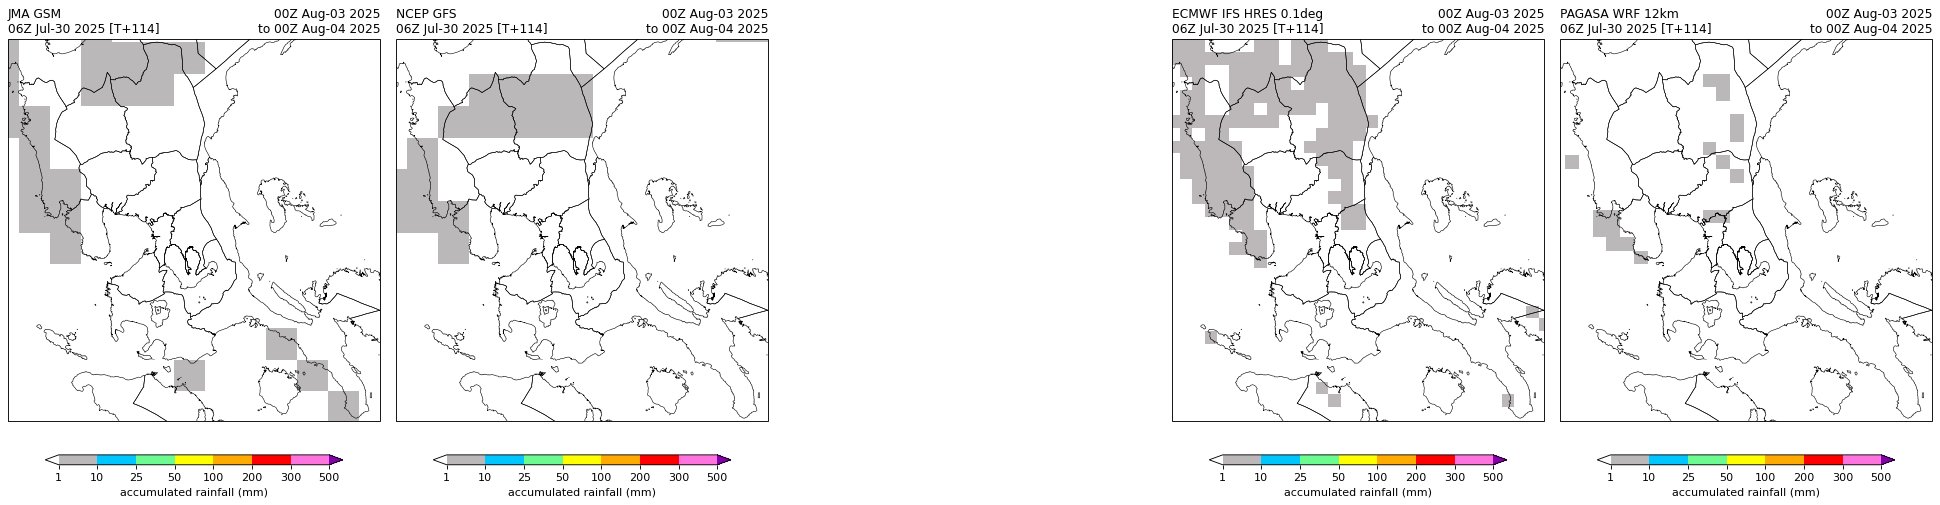 JMA GSM 00Z Aug-03 2025
06Z Jul-30 2025 [T+114] to 00Z Aug-04 2025
1 10 25 50 100 200 300 500
accumulated rainfall (mm)
NCEP GFS 00Z Aug-03 2025
06Z Jul-30 2025 [T+114] to 00Z Aug-04 2025
1 10 25 50 100 200 300 500
accumulated rainfall (mm)
ECMWF IFS HRES 0.1deg 00Z Aug-03 2025
06Z Jul-30 2025 [T+114] to 00Z Aug-04 2025
1 10 25 50 100 200 300 500
accumulated rainfall (mm)
PAGASA WRF 12km 00Z Aug-03 2025
06Z Jul-30 2025 [T+114] to 00Z Aug-04 2025
1 10 25 50 100 200 300 500
accumulated rainfall (mm)